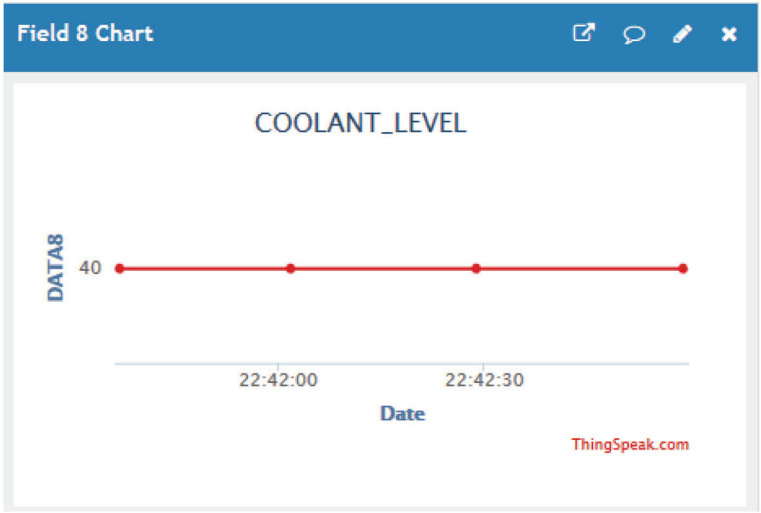 Field 8 Chart
COOLANT_LEVEL
DATA8
40
22:42:00 22:42:30
Date
ThingSpeak.com